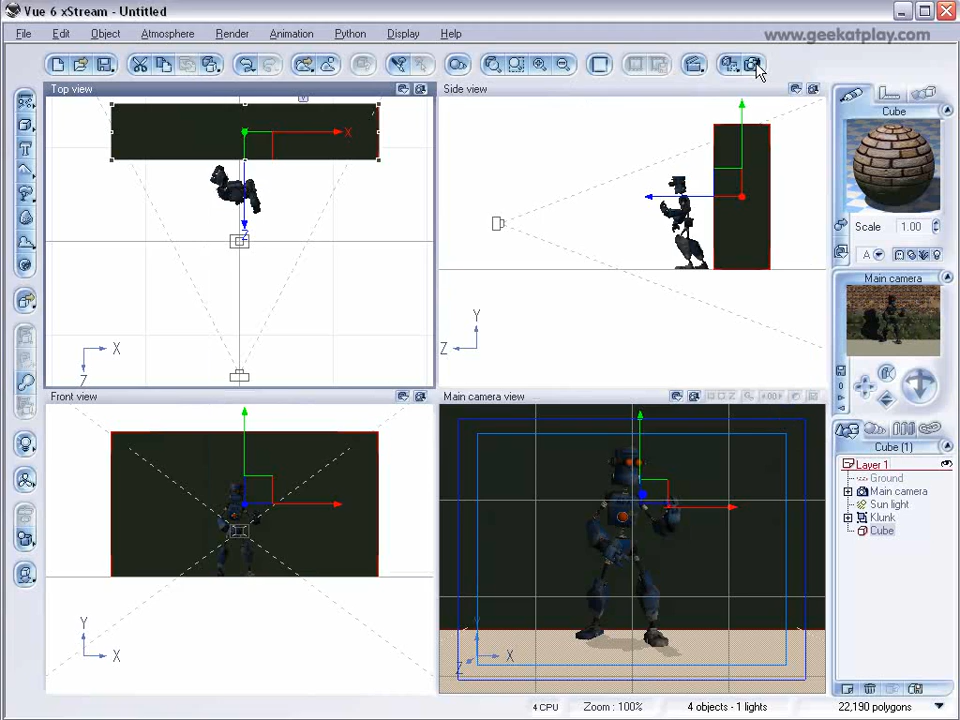 Vue 6 xStream - Untitled
File Edit Object Atmosphere Render Animation Python Display Help
www.geekatplay.com
Top view
Side view
Cube
X
Z
X
Z
Scale 1.00
A
Main camera
Y
Z
0
Front view
Main camera view
Cube (1)
Layer 1
Ground
Main camera
Sun light
Klunk
Cube
Y
X
Y
Z
X
4 CPU Zoom : 100% 4 objects - 1 lights 22,190 polygons